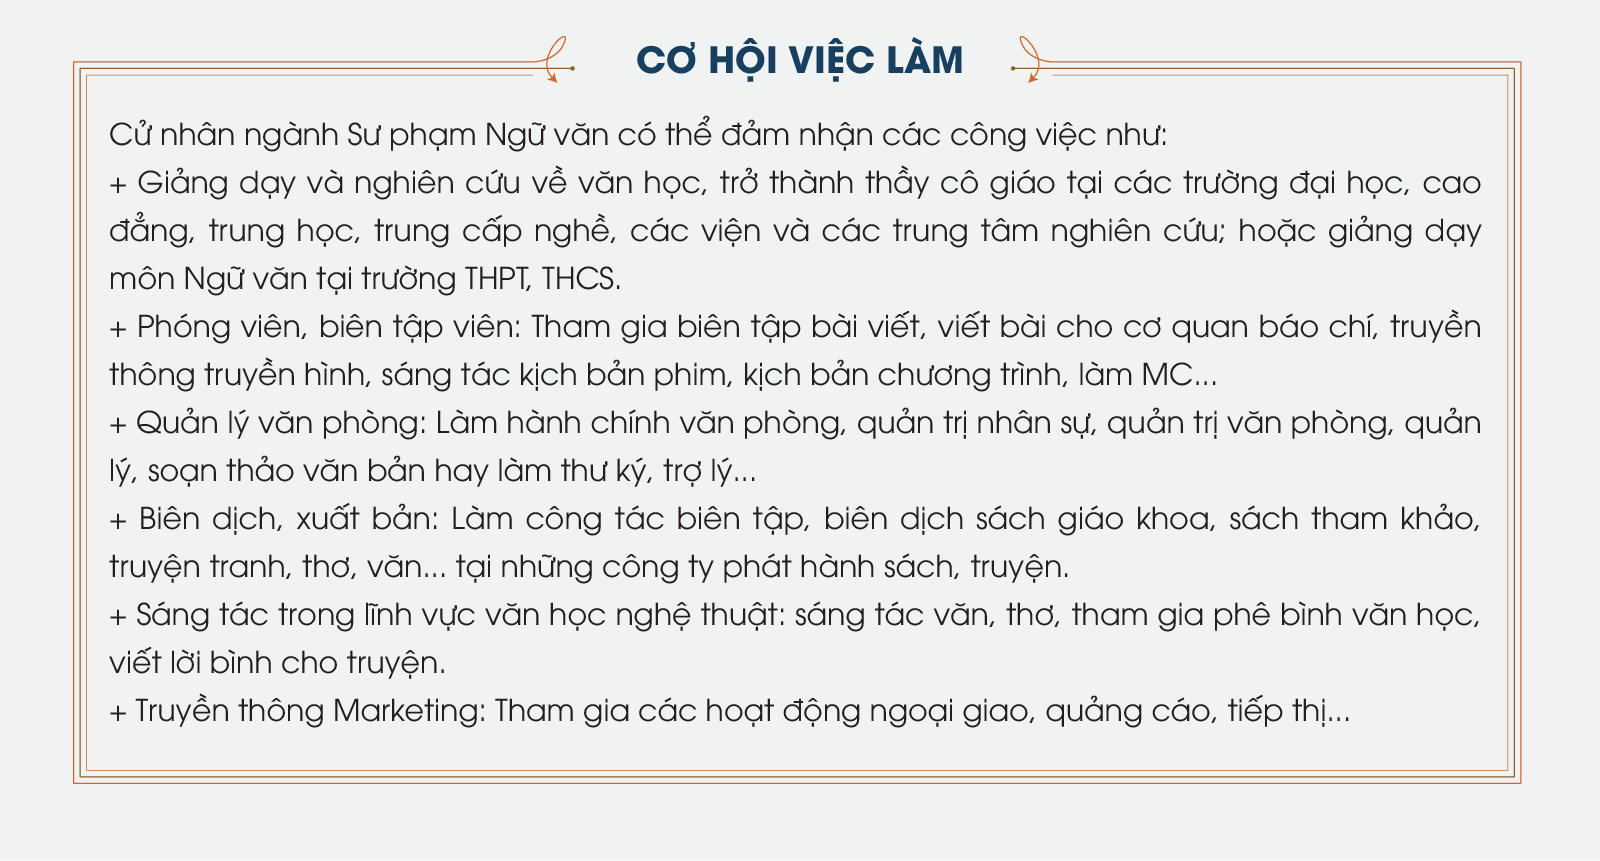 CƠ HỘI VIỆC LÀM
Cử nhân ngành Sư phạm Ngữ văn có thể đảm nhận các công việc như:
+ Giảng dạy và nghiên cứu về văn học, trở thành thầy cô giáo tại các trường đại học, cao
đẳng, trung học, trung cấp nghề, các viện và các trung tâm nghiên cứu; hoặc giảng dạy
môn Ngữ văn tại trường THPT, THCS.
+ Phóng viên, biên tập viên: Tham gia biên tập bài viết, viết bài cho cơ quan báo chí, truyền
thông truyền hình, sáng tác kịch bản phim, kịch bản chương trình, làm MC...
+ Quản lý văn phòng: Làm hành chính văn phòng, quản trị nhân sự, quản trị văn phòng, quản
lý, soạn thảo văn bản hay làm thư ký, trợ lý...
+ Biên dịch, xuất bản: Làm công tác biên tập, biên dịch sách giáo khoa, sách tham khảo,
truyện tranh, thơ, văn... tại những công ty phát hành sách, truyện.
+ Sáng tác trong lĩnh vực văn học nghệ thuật: sáng tác văn, thơ, tham gia phê bình văn học,
viết lời bình cho truyện.
+ Truyền thông Marketing: Tham gia các hoạt động ngoại giao, quảng cáo, tiếp thị...